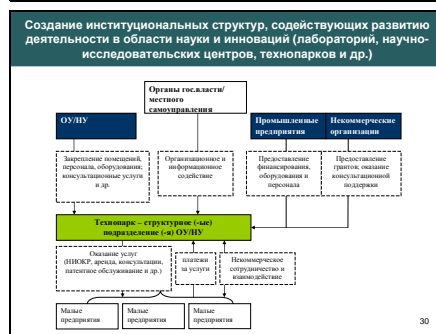 Создание институциональных структур, содействующих развитию
деятельности в области науки и инноваций (лабораторий, научно-
исследовательских центров, технопарков и др.)
Органы гос.власти/
местного
самоуправления
ОУ/НУ
Промышленные
предприятия
Некоммерческие
организации
Закрепление помещений,
персонала, оборудования;
консультационные услуги
и др.
Организационное и
информационное
содействие
Предоставление
финансирования,
оборудования и
персонала
Предоставление
грантов; оказание
консультационной
поддержки
Технопарк – структурное (-ые)
подразделение (-я) ОУ/НУ
Оказание услуг
(НИОКР, аренда, консультации,
патентное обслуживание и др.)
платежи
за услуги
Некоммерческое
сотрудничество и
взаимодействие
Малые
предприятия
Малые
предприятия
Малые
предприятия
30